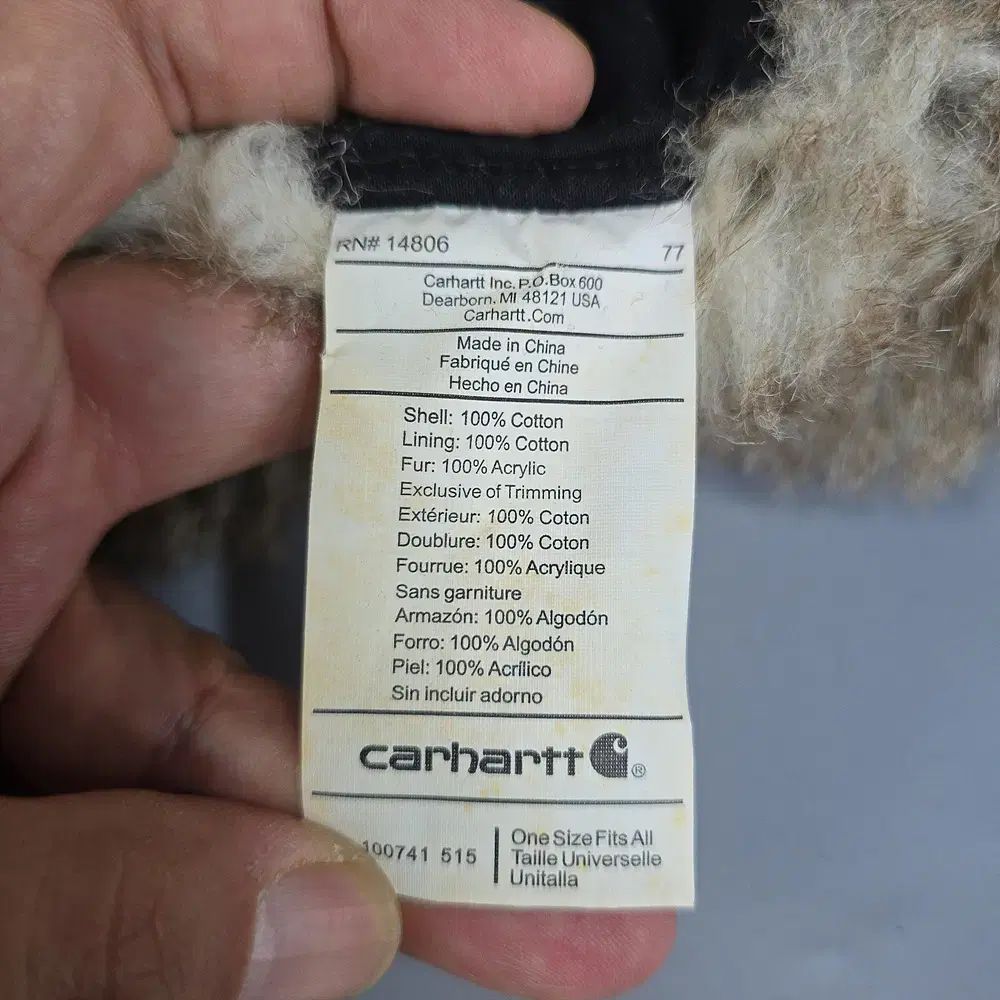 RN# 14806 77
Carhartt Inc. P.O.Box 600
Dearborn. MI 48121 USA
Carhartt.Com
Made in China
Fabriqué en Chine
Hecho en China
Shell: 100% Cotton
Lining: 100% Cotton
Fur: 100% Acrylic
Exclusive of Trimming
Extérieur: 100% Coton
Doublure: 100% Coton
Fourrue: 100% Acrylique
Sans garniture
Armazón: 100% Algodón
Forro: 100% Algodón
Piel: 100% Acrílico
Sin incluir adorno
carhartt ®
100741 515
One Size Fits All
Taille Universelle
Unitalla